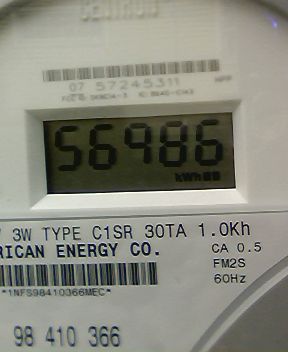 CENTRON
07 57245311
56986
kWh
3W TYPE C1SR 30TA 1.0Kh
RICAN ENERGY CO.
CA 0.5
FM2S
60Hz
*1NFS98410366MEC*
98 410 366